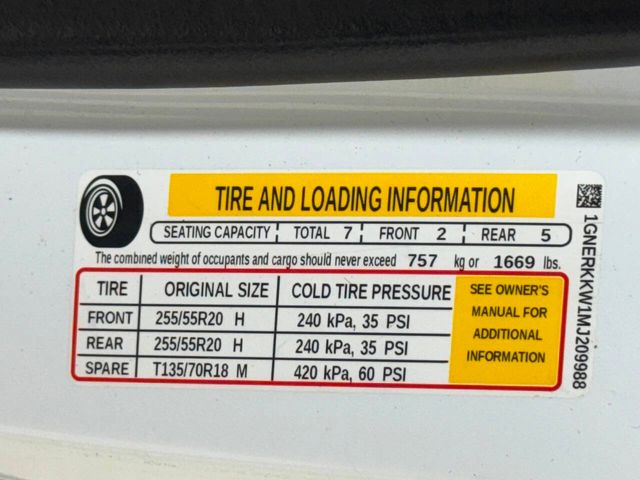 TIRE AND LOADING INFORMATION
SEATING CAPACITY TOTAL 7 FRONT 2 REAR 5
The combined weight of occupants and cargo should never exceed 757 kg or 1669 lbs.
TIRE ORIGINAL SIZE COLD TIRE PRESSURE
FRONT 255/55R20 H 240 kPa, 35 PSI
REAR 255/55R20 H 240 kPa, 35 PSI
SPARE T135/70R18 M 420 kPa, 60 PSI
SEE OWNER'S
MANUAL FOR
ADDITIONAL
INFORMATION
1GNERKKW1MJ209988